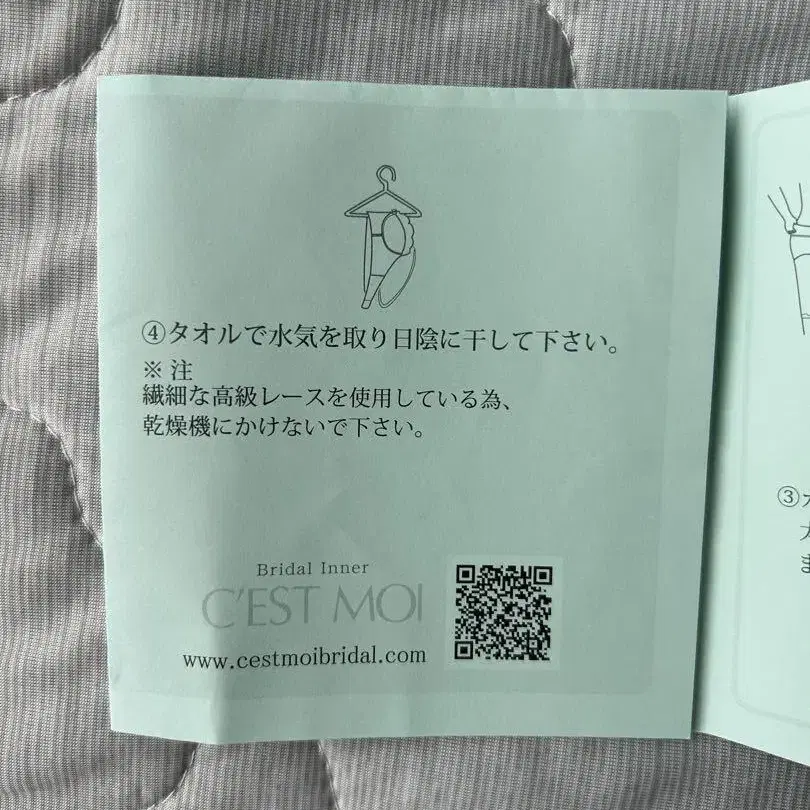 ④タオルで水気を取り日陰に干して下さい。
※ 注
繊細な高級レースを使用している為、
乾燥機にかけないで下さい。
Bridal Inner
C'EST MOI
www.cestmoibridal.com
③